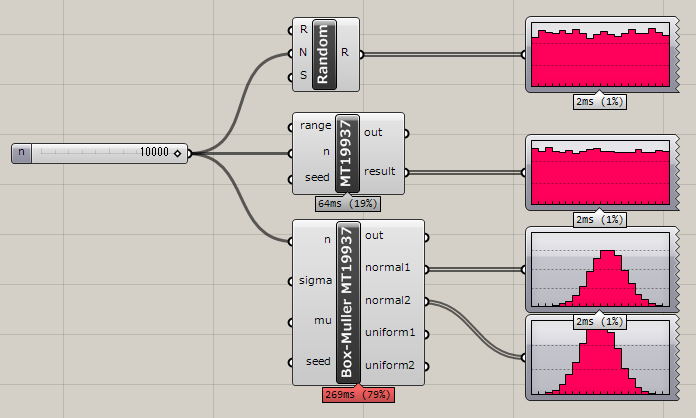 n 10000
R
N
S
Random
R
2ms (1%)
range
n
seed
MT19937
out
result
64ms (19%)
2ms (1%)
n
sigma
mu
seed
Box-Muller MT19937
out
normal1
normal2
uniform1
uniform2
269ms (79%)
2ms (1%)